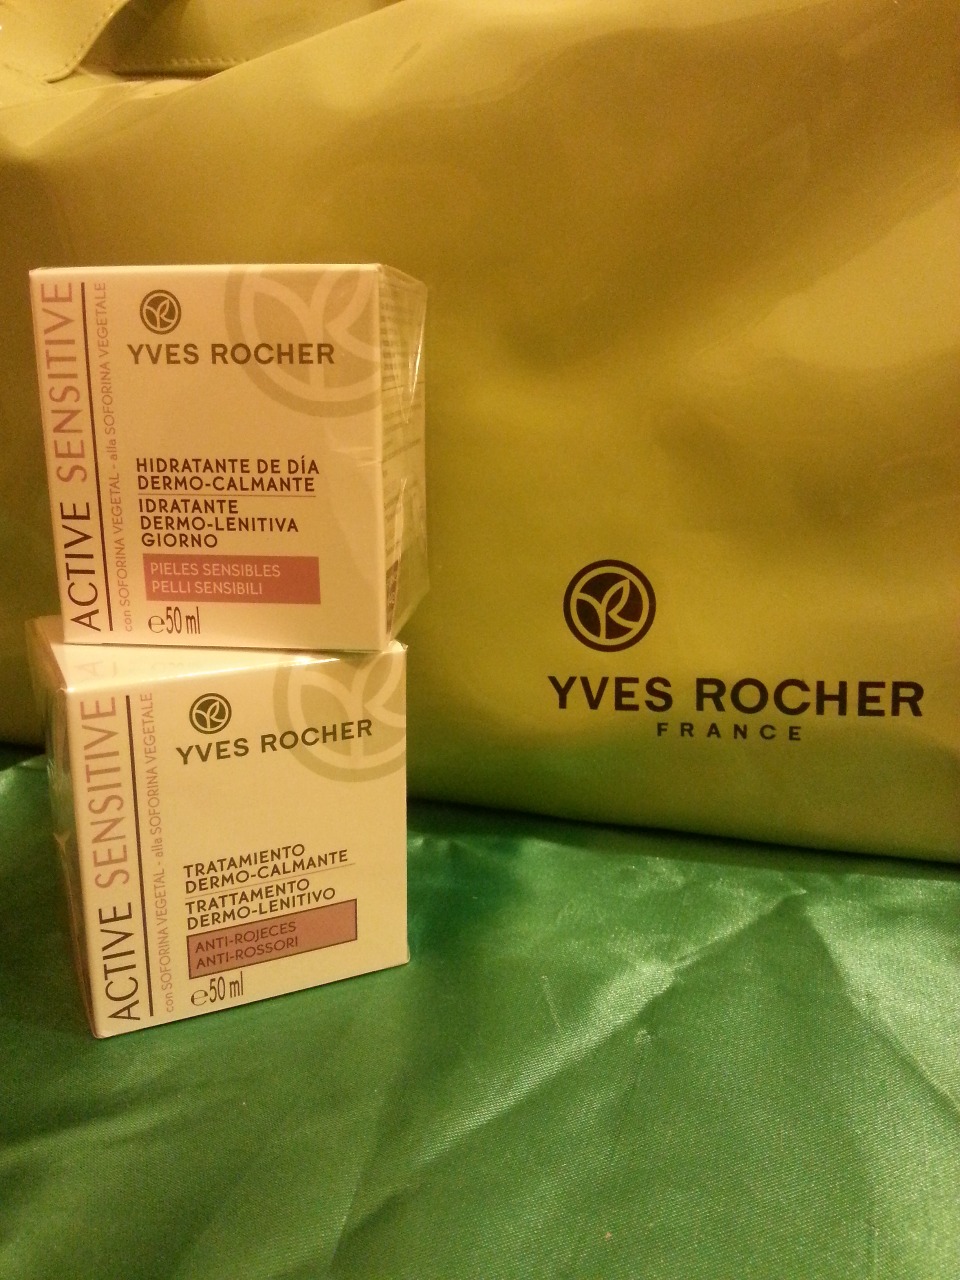 YVES ROCHER
HIDRATANTE DE DÍA
DERMO-CALMANTE
IDRATANTE
DERMO-LENITIVA
GIORNO
PIELES SENSIBLES
PELLI SENSIBILI
e50 ml
ACTIVE SENSITIVE
con SOFORINA VEGETAL - alla SOFORINA VEGETALE
YVES ROCHER
TRATAMIENTO
DERMO-CALMANTE
TRATTAMENTO
DERMO-LENITIVO
ANTI-ROJECES
ANTI-ROSSORI
e50 ml
ACTIVE SENSITIVE
con SOFORINA VEGETAL - alla SOFORINA VEGETALE
YVES ROCHER
FRANCE